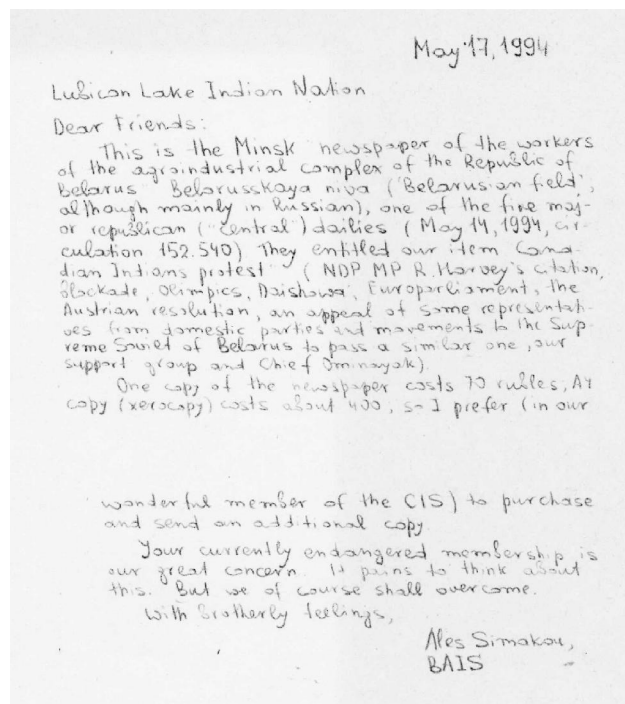 May 17, 1994
Lubicon Lake Indian Nation
Dear Friends:
This is the Minsk newspaper of the workers
of the agroindustrial complex of the Republic of
Belarus "Belorusskaya niva" ("Belarusian field",
although mainly in Russian), one of the five maj-
or republican ("central") dailies (May 14, 1994, cir-
culation 152.540) They entitled our item "Cana-
dian Indians protest" (NDP MP R. Harvey's citation,
blockade, Olimpics, Daishowa, Europarliament, the
Austrian resolution, an appeal of some representati-
ves from domestic parties and movements to the Sup-
reme Soviet of Belarus to pass a similar one, our
support group and Chief Ominayak).
One copy of the newspaper costs 70 rubles, A4
copy (xerocopy) costs about 400, so I prefer (in our
wonderful member of the CIS) to purchase
and send an additional copy.
Your currently endangered membership is
our great concern. It pains to think about
this. But we of course shall overcome.
With brotherly feelings,
Ales Simakou,
BAIS